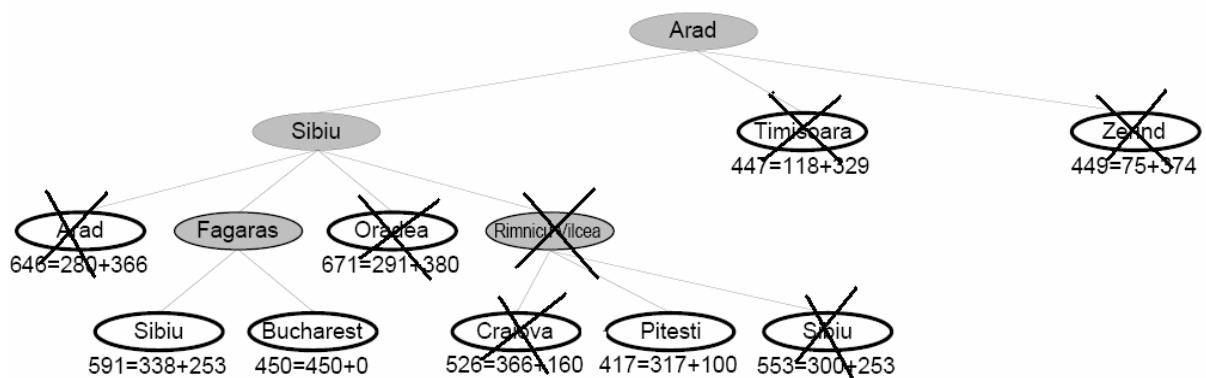 Arad
Sibiu Timisoara Zerind
447=118+329 449=75+374
Arad Fagaras Oradea Rimnicu Vilcea
646=280+366 671=291+380
Sibiu Bucharest Craiova Pitesti Sibiu
591=338+253 450=450+0 526=366+160 417=317+100 553=300+253